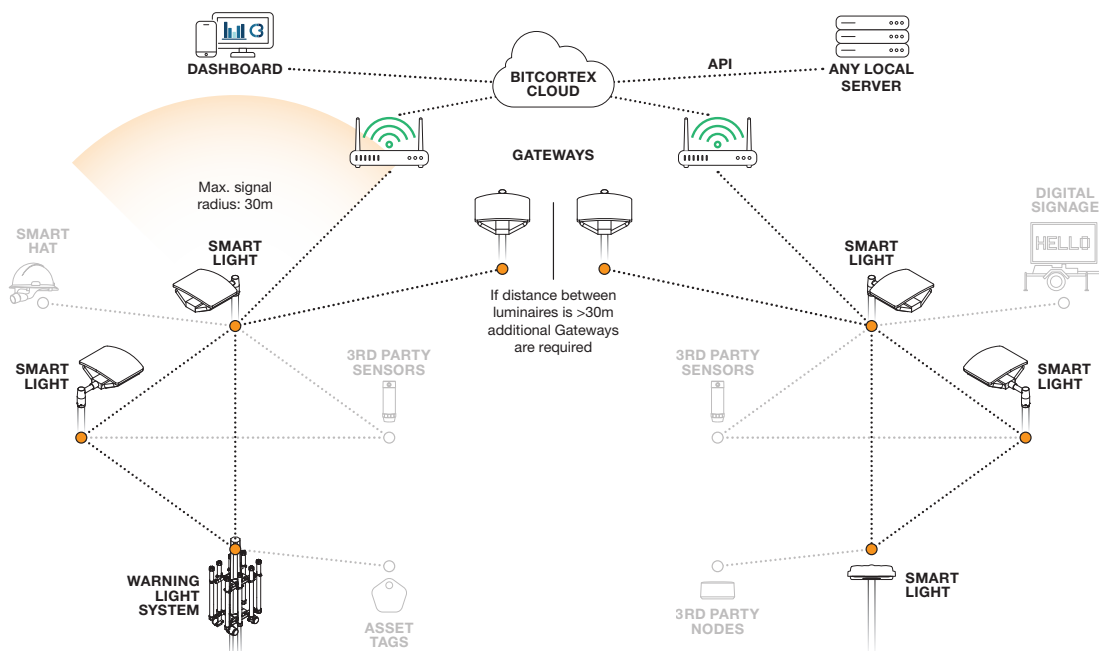 DASHBOARD
BITCORTEX
CLOUD
API
ANY LOCAL
SERVER
GATEWAYS
Max. signal
radius: 30m
SMART
HAT
SMART
LIGHT
If distance between
luminaires is >30m
additional Gateways
are required
SMART
LIGHT
DIGITAL
SIGNAGE
HELLO
SMART
LIGHT
3RD PARTY
SENSORS
3RD PARTY
SENSORS
SMART
LIGHT
WARNING
LIGHT
SYSTEM
ASSET
TAGS
3RD PARTY
NODES
SMART
LIGHT